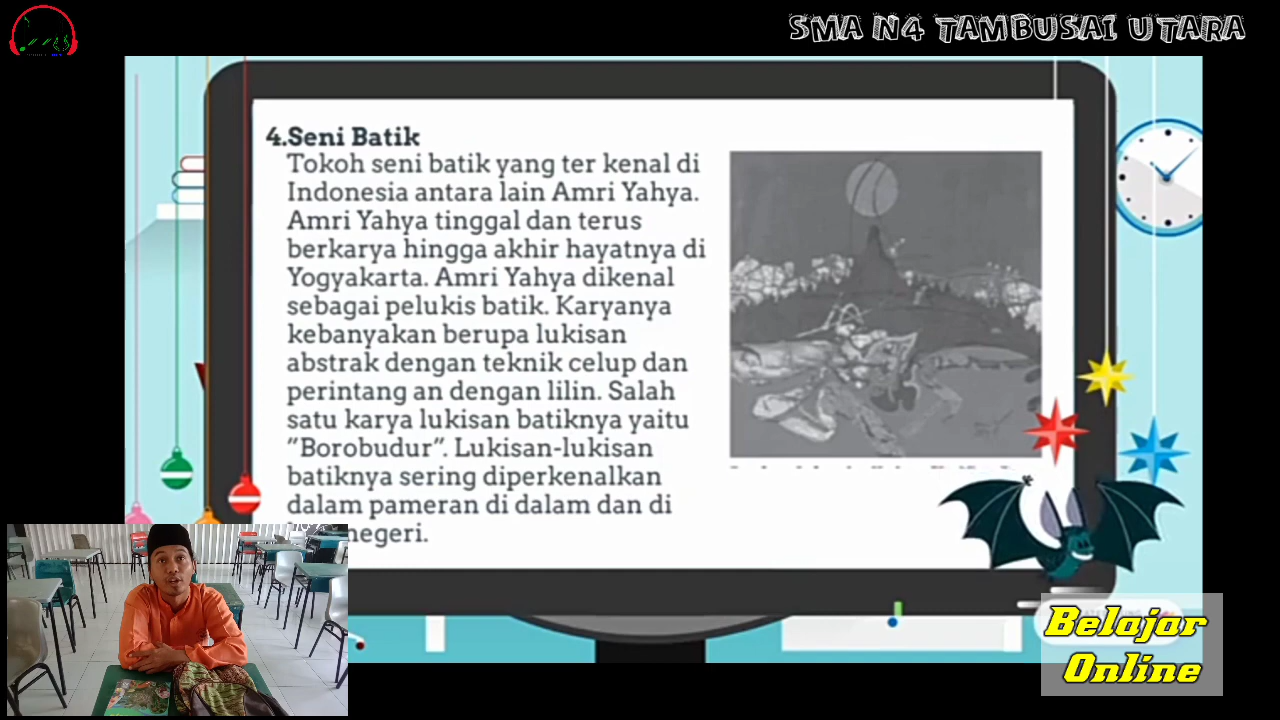 SMA N4 TAMBUSAI UTARA
4.Seni Batik
Tokoh seni batik yang ter kenal di
Indonesia antara lain Amri Yahya.
Amri Yahya tinggal dan terus
berkarya hingga akhir hayatnya di
Yogyakarta. Amri Yahya dikenal
sebagai pelukis batik. Karyanya
kebanyakan berupa lukisan
abstrak dengan teknik celup dan
perintang an dengan lilin. Salah
satu karya lukisan batiknya yaitu
"Borobudur". Lukisan-lukisan
batiknya sering diperkenalkan
dalam pameran di dalam dan di
negeri.
Belajar
Online